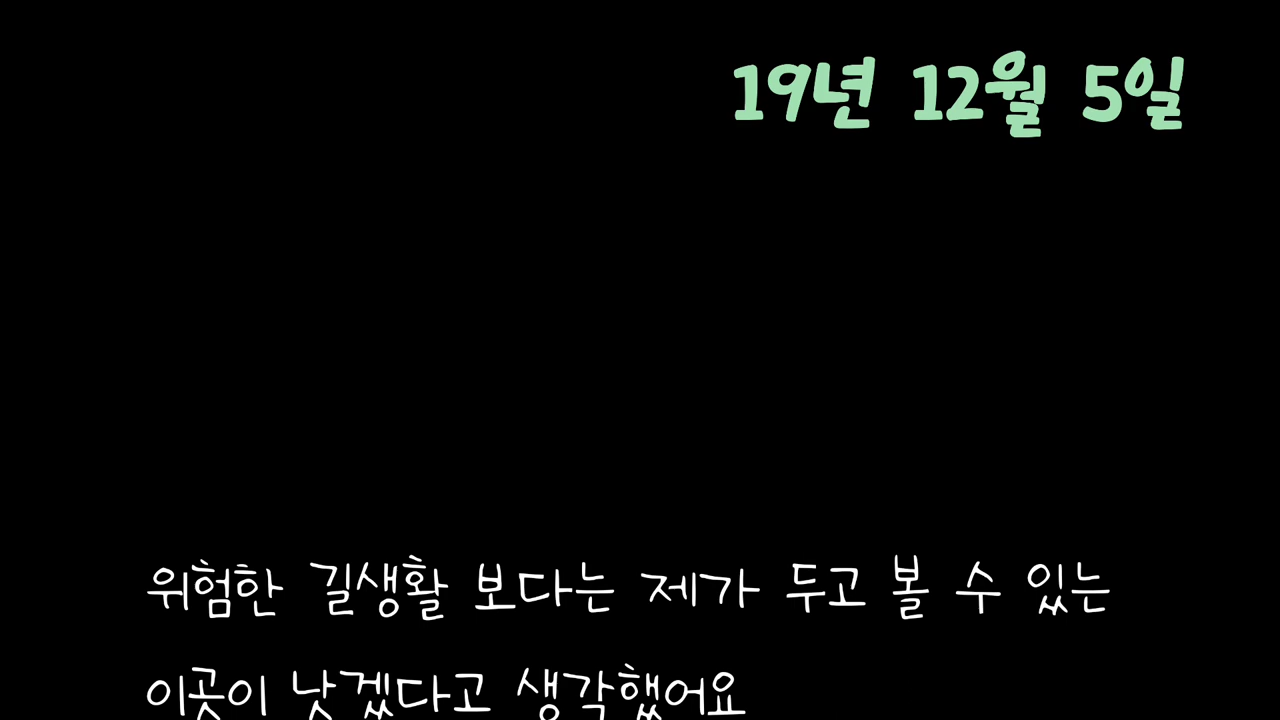 19년 12월 5일
위험한 길생활 보다는 제가 두고 볼 수 있는
이곳이 낫겠다고 생각했어요